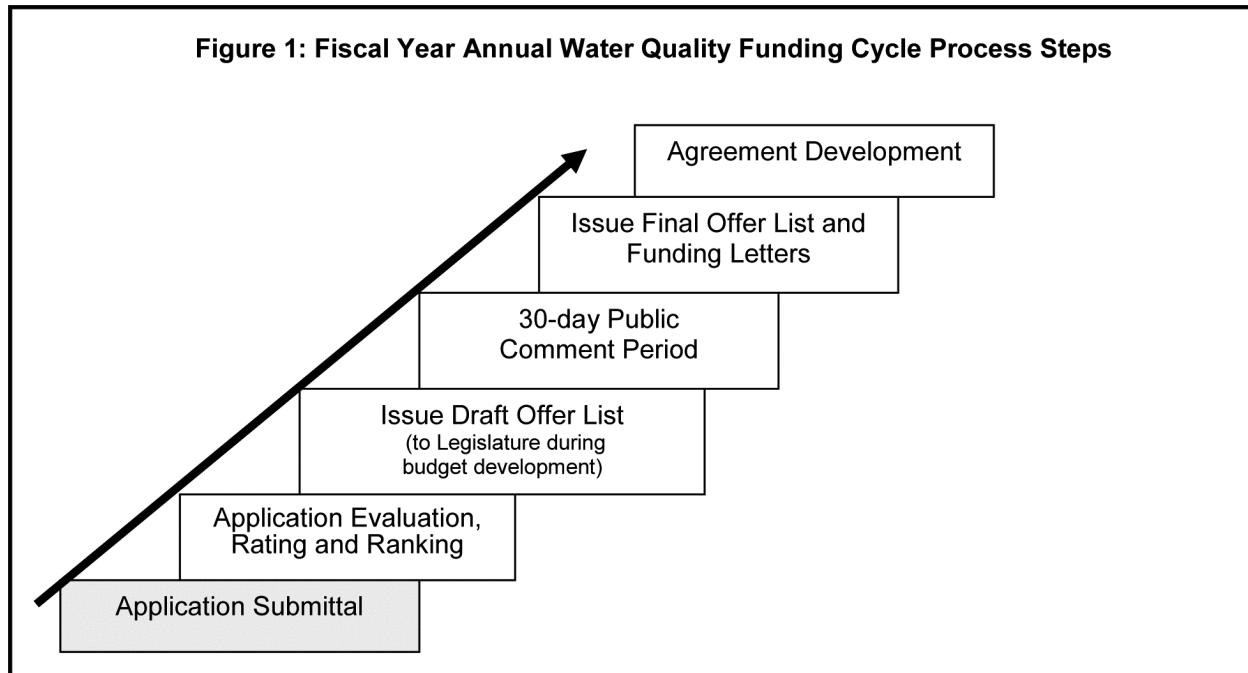 Figure 1: Fiscal Year Annual Water Quality Funding Cycle Process Steps
Agreement Development
Issue Final Offer List and
Funding Letters
30-day Public
Comment Period
Issue Draft Offer List
(to Legislature during
budget development)
Application Evaluation,
Rating and Ranking
Application Submittal